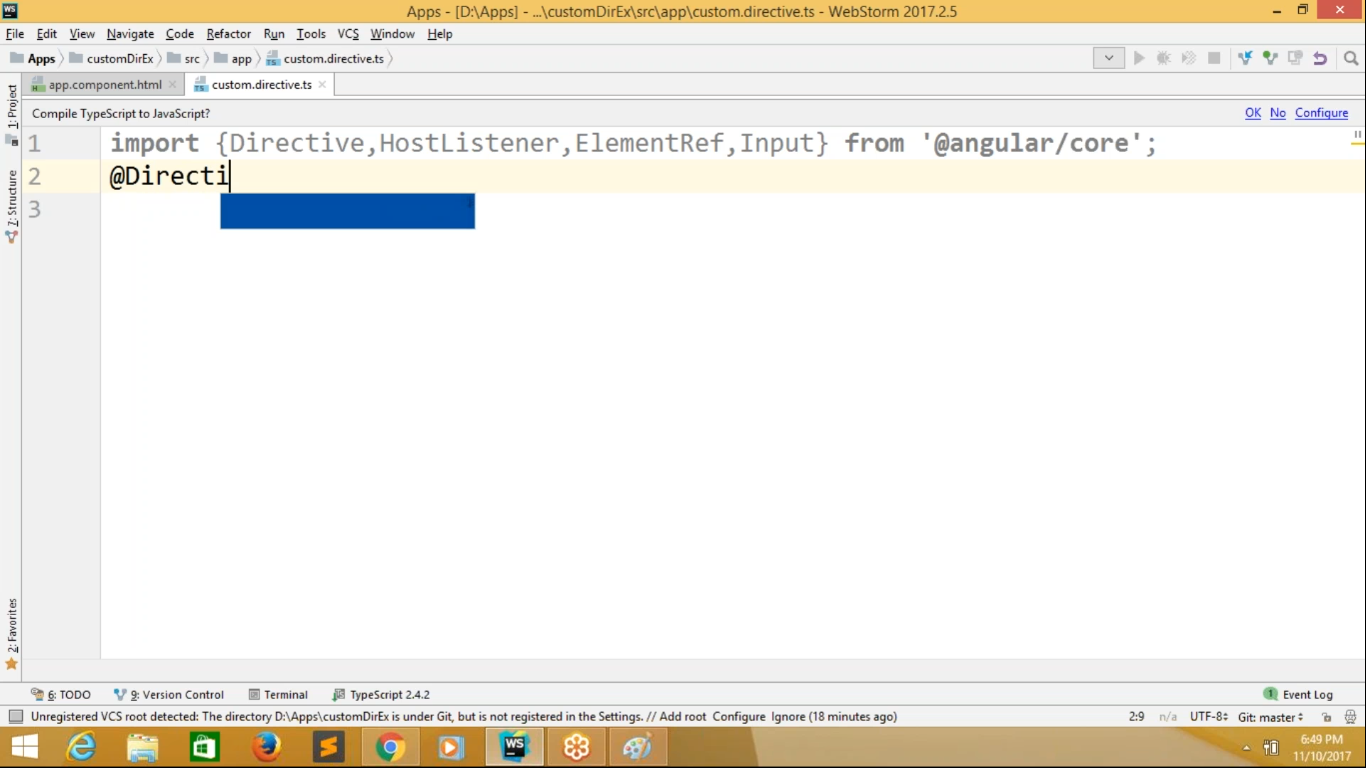 WS
Apps - [D:\Apps] - ...\customDirEx\src\app\custom.directive.ts - WebStorm 2017.2.5
File Edit View Navigate Code Refactor Run Tools VCS Window Help
Apps customDirEx src app custom.directive.ts
app.component.html custom.directive.ts
Compile TypeScript to JavaScript? OK No Configure
1 import {Directive,HostListener,ElementRef,Input} from '@angular/core';
2 @Directi
3
1: Project
7: Structure
2: Favorites
6: TODO 9: Version Control Terminal TypeScript 2.4.2 1 Event Log
Unregistered VCS root detected: The directory D:\Apps\customDirEx is under Git, but is not registered in the Settings. // Add root Configure Ignore (18 minutes ago) 2:9 n/a UTF-8 Git: master
WS
6:49 PM
11/10/2017